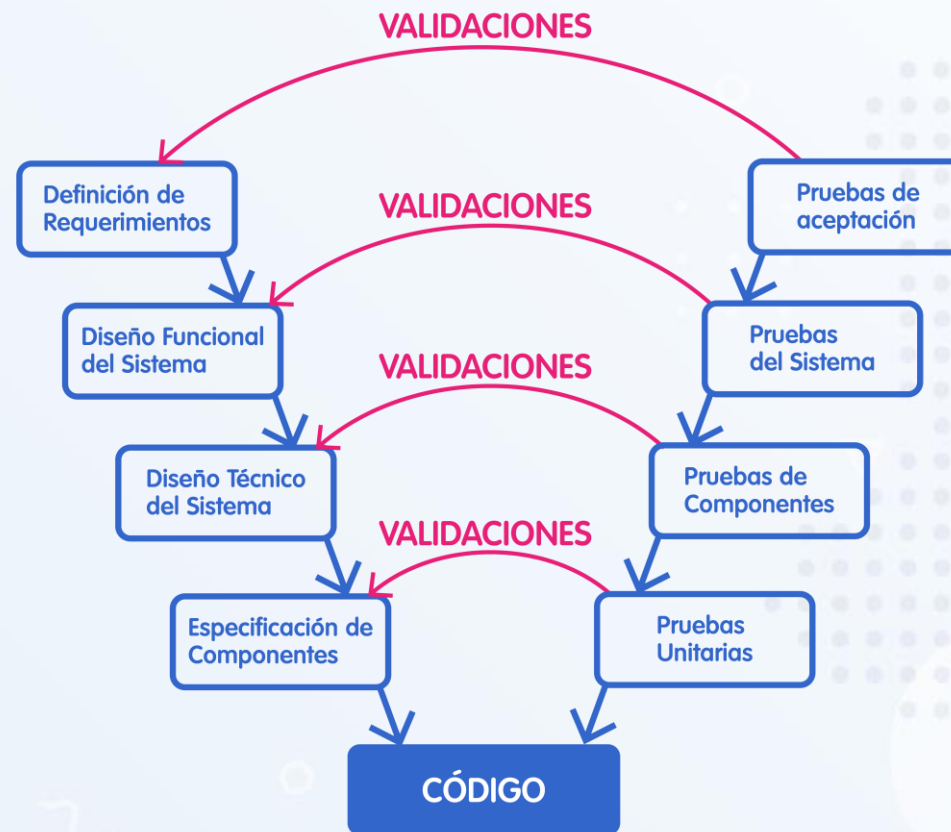 VALIDACIONES
Definición de
Requerimientos
Pruebas de
aceptación
VALIDACIONES
Diseño Funcional
del Sistema
Pruebas
del Sistema
VALIDACIONES
Diseño Técnico
del Sistema
Pruebas de
Componentes
VALIDACIONES
Especificación de
Componentes
Pruebas
Unitarias
CÓDIGO